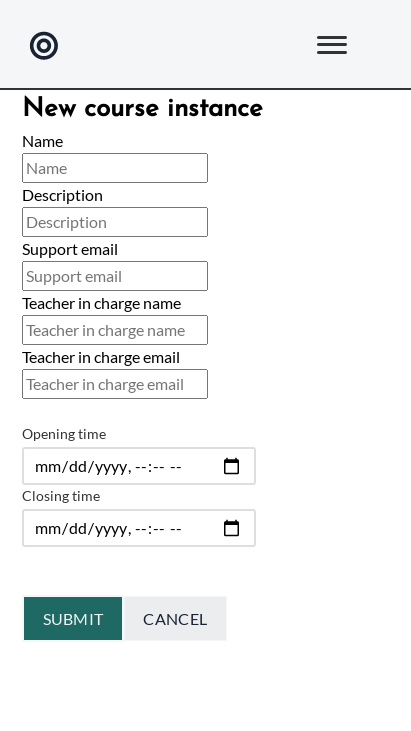 New course instance
Name
Name
Description
Description
Support email
Support email
Teacher in charge name
Teacher in charge name
Teacher in charge email
Teacher in charge email
Opening time
mm/dd/yyyy, --:-- --
Closing time
mm/dd/yyyy, --:-- --
SUBMIT CANCEL